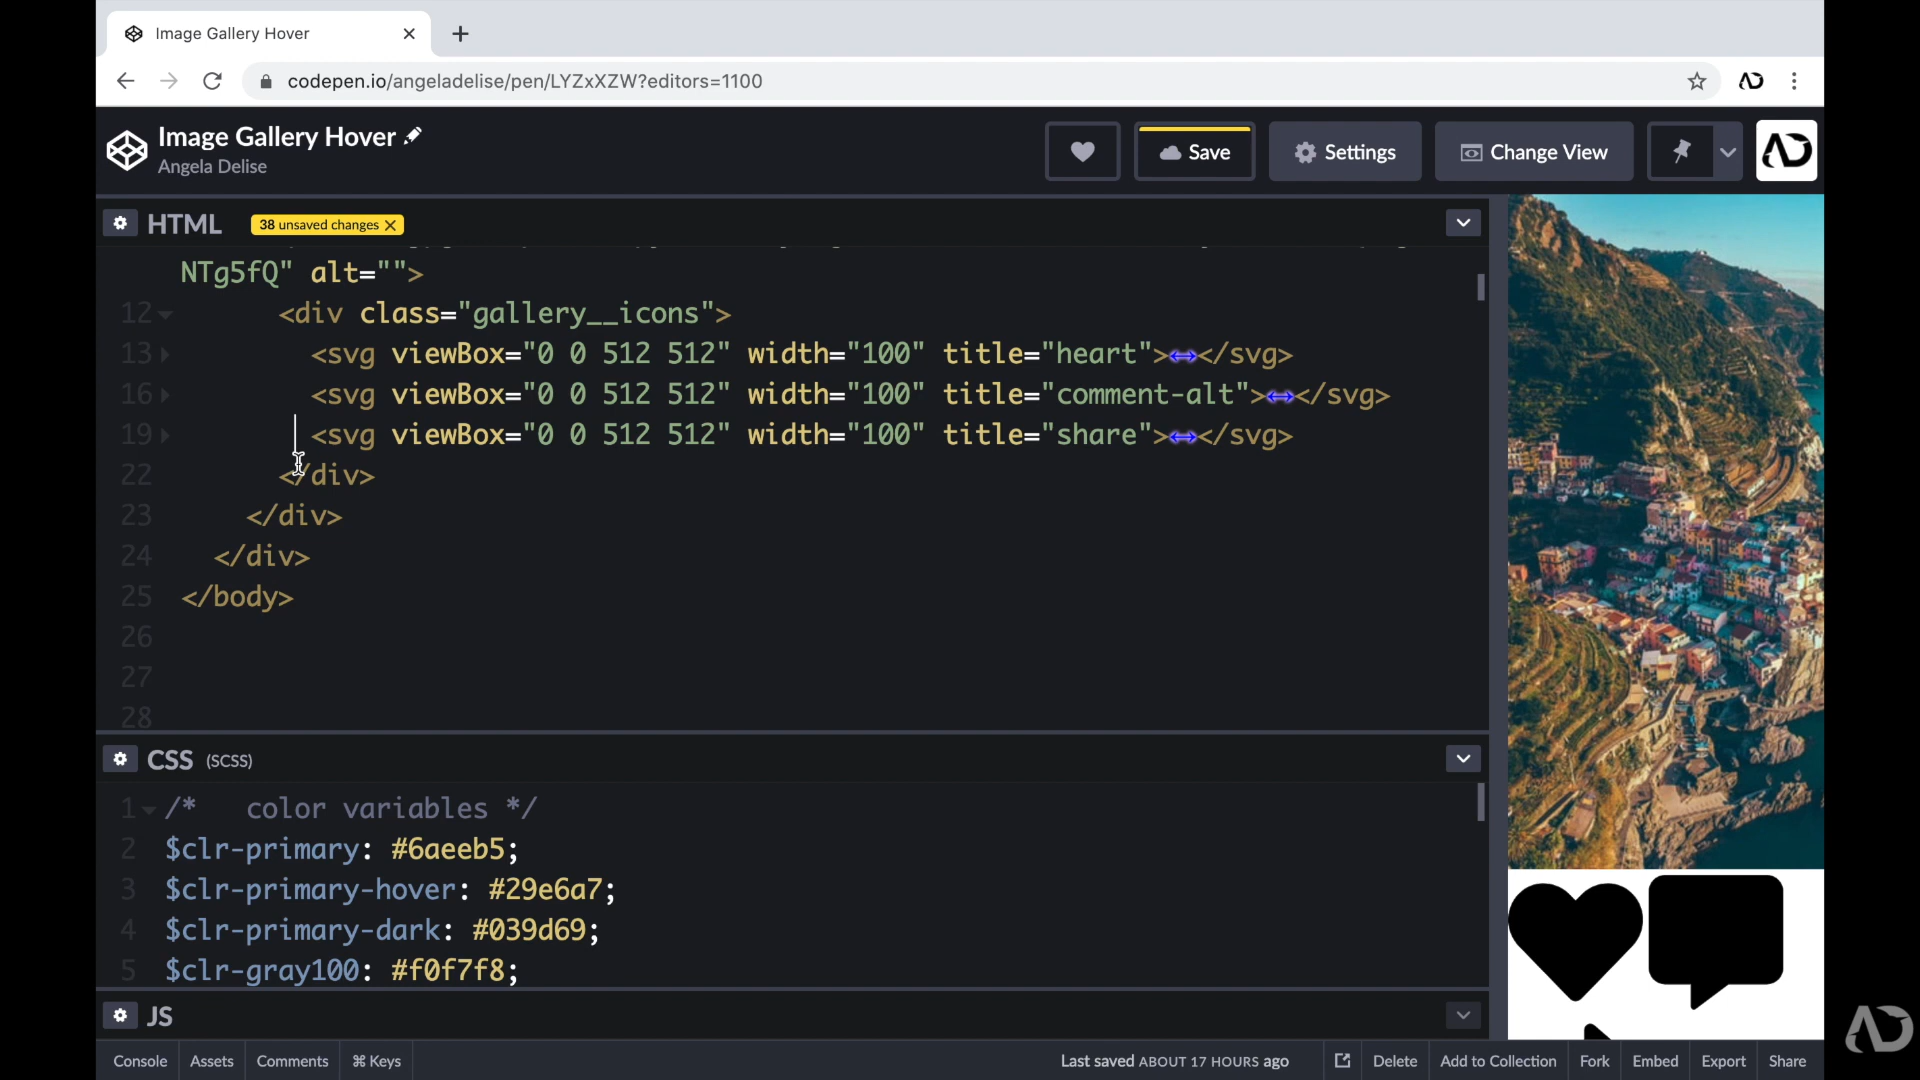 Image Gallery Hover
codepen.io/angeladelise/pen/LYZxXZW?editors=1100
Image Gallery Hover
Angela Delise
Save
Settings
Change View
HTML
38 unsaved changes
NTg5fQ" alt="">
12 <div class="gallery__icons">
13 <svg viewBox="0 0 512 512" width="100" title="heart"></svg>
16 <svg viewBox="0 0 512 512" width="100" title="comment-alt"></svg>
19 <svg viewBox="0 0 512 512" width="100" title="share"></svg>
22 </div>
23 </div>
24 </div>
25 </body>
26
27
28
CSS (SCSS)
1 /* color variables */
2 $clr-primary: #6aeeb5;
3 $clr-primary-hover: #29e6a7;
4 $clr-primary-dark: #039d69;
5 $clr-gray100: #f0f7f8;
JS
Console Assets Comments ⌘ Keys Last saved ABOUT 17 HOURS ago Delete Add to Collection Fork Embed Export Share